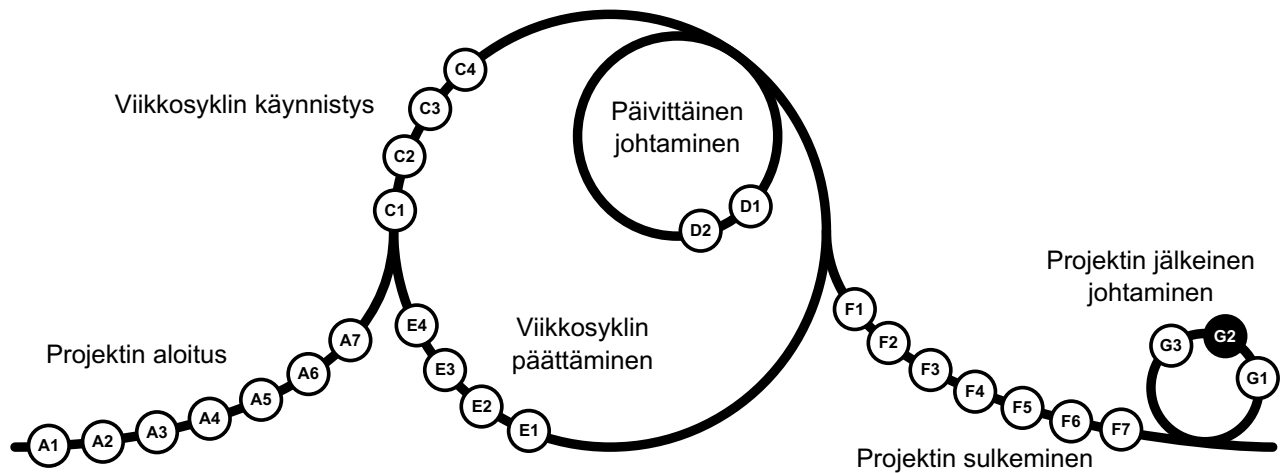 Viikkosyklin käynnistys
C4
C3
C2
C1
Päivittäinen
johtaminen
D1
D2
Projektin aloitus
A1
A2
A3
A4
A5
A6
A7
Viikkosyklin
päättäminen
E4
E3
E2
E1
F1
F2
F3
F4
F5
F6
F7
Projektin sulkeminen
Projektin jälkeinen
johtaminen
G3
G2
G1